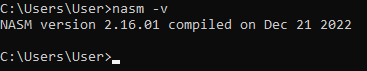 C:\Users\User>nasm -v
NASM version 2.16.01 compiled on Dec 21 2022
C:\Users\User>